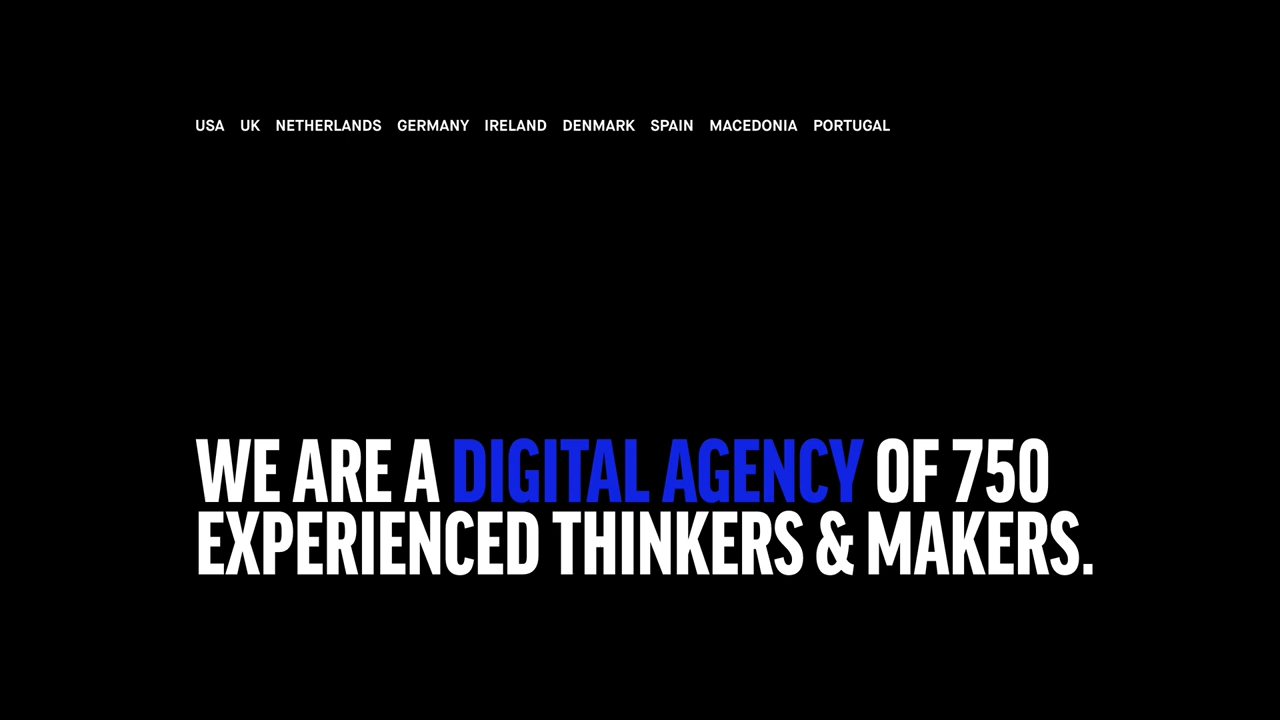 USA UK NETHERLANDS GERMANY IRELAND DENMARK SPAIN MACEDONIA PORTUGAL
WE ARE A DIGITAL AGENCY OF 750
EXPERIENCED THINKERS & MAKERS.